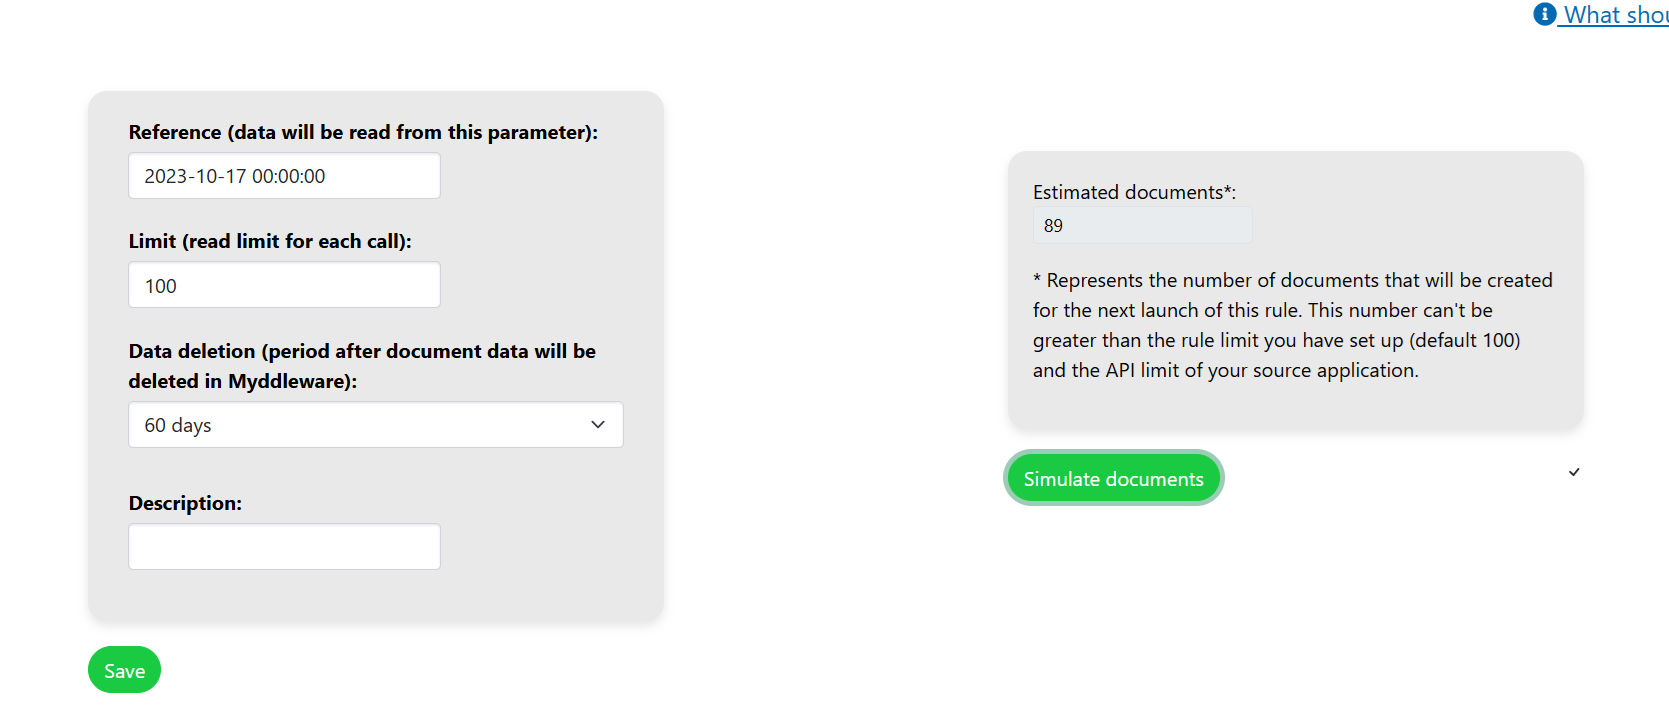 What shou
Reference (data will be read from this parameter):
2023-10-17 00:00:00
Limit (read limit for each call):
100
Data deletion (period after document data will be
deleted in Myddleware):
60 days
Description:
Save
Estimated documents*:
89
* Represents the number of documents that will be created
for the next launch of this rule. This number can't be
greater than the rule limit you have set up (default 100)
and the API limit of your source application.
Simulate documents